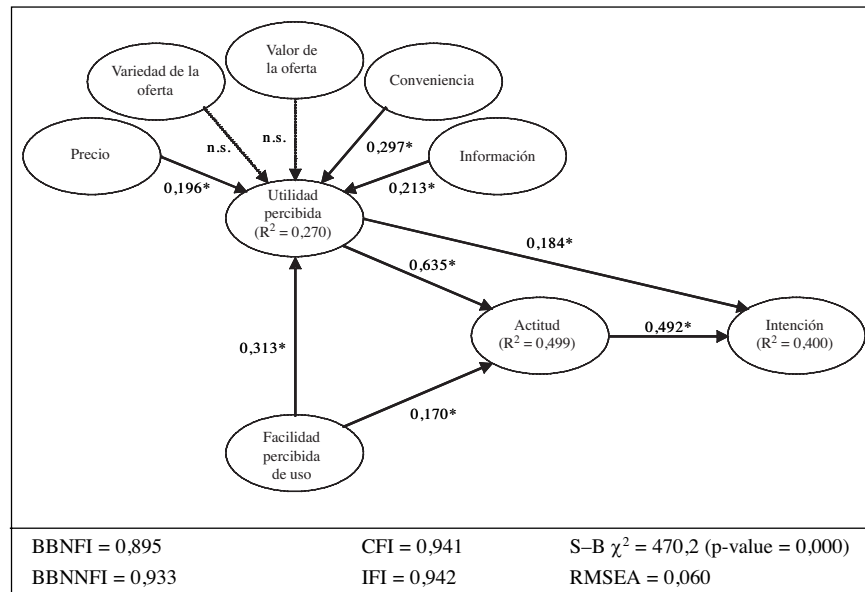 Valor de
la oferta
Variedad de la
oferta
Conveniencia
Precio
n.s.
n.s.
0,297*
Información
0,196*
0,213*
Utilidad
percibida
(R² = 0,270)
0,184*
0,635*
Actitud
(R² = 0,499)
0,492*
Intención
(R² = 0,400)
0,313*
0,170*
Facilidad
percibida
de uso
BBNFI = 0,895
CFI = 0,941
S–B χ² = 470,2 (p-value = 0,000)
BBNNFI = 0,933
IFI = 0,942
RMSEA = 0,060